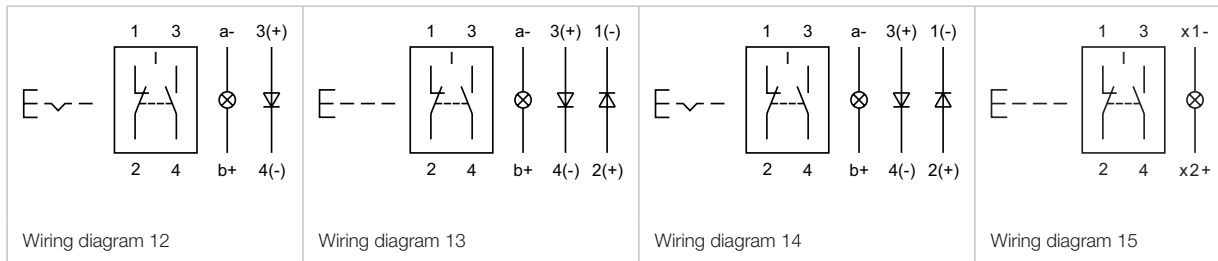 1 3 a- 3(+)
2 4 b+ 4(-)
Wiring diagram 12
1 3 a- 3(+) 1(-)
2 4 b+ 4(-) 2(+)
Wiring diagram 13
1 3 a- 3(+) 1(-)
2 4 b+ 4(-) 2(+)
Wiring diagram 14
1 3 x1-
2 4 x2+
Wiring diagram 15